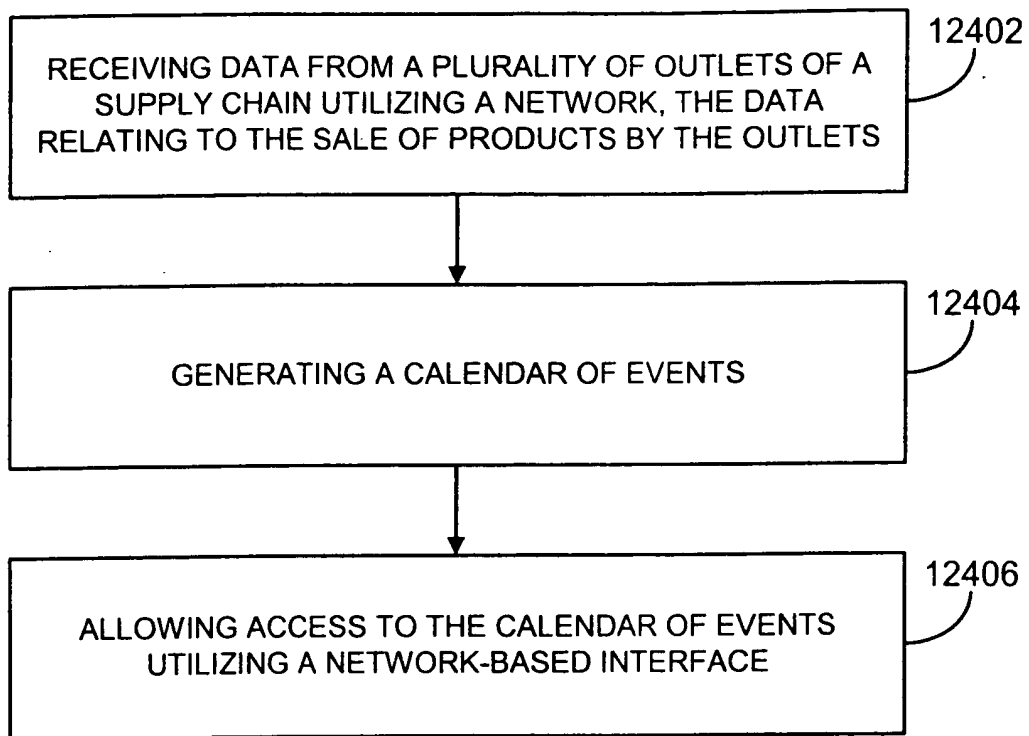 12402
RECEIVING DATA FROM A PLURALITY OF OUTLETS OF A
SUPPLY CHAIN UTILIZING A NETWORK, THE DATA
RELATING TO THE SALE OF PRODUCTS BY THE OUTLETS
12404
GENERATING A CALENDAR OF EVENTS
12406
ALLOWING ACCESS TO THE CALENDAR OF EVENTS
UTILIZING A NETWORK-BASED INTERFACE